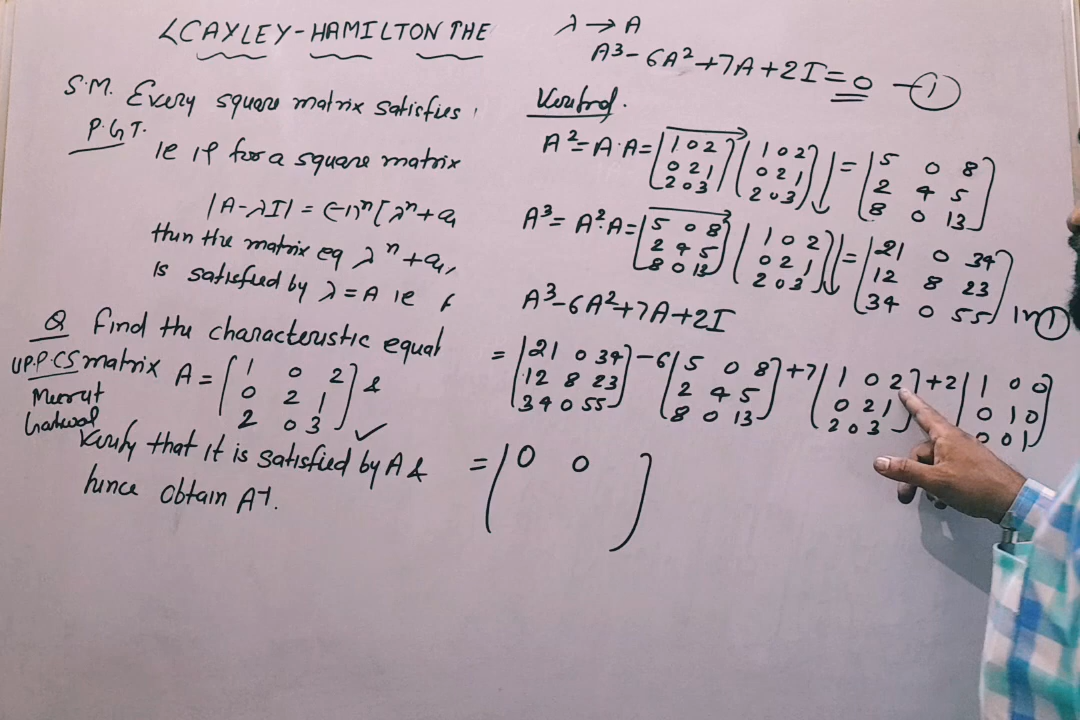 <CAYLEY-HAMILTON THE
S.M. Every square matrix satisfies
P.G.T.
ie if for a square matrix
|A-λI| = (-1)ⁿ[λⁿ+a₁
then the matrix eq λⁿ+a₁,
is satisfied by λ=A ie
Q Find the characteristic equat
U.P.P.C.S matrix A = [1 0 2
0 2 1
2 0 3] &
Meerut
Garhwal
Verify that it is satisfied by A &
hence obtain A⁻¹.
λ → A
A³-6A²+7A+2I=0 -①
Verifd.
A²=A·A=[1 0 2
0 2 1
2 0 3] [1 0 2
0 2 1
2 0 3] = [5 0 8
2 4 5
8 0 13]
A³=A²·A=[5 0 8
2 4 5
8 0 13] [1 0 2
0 2 1
2 0 3] = [21 0 34
12 8 23
34 0 55] In ①
A³-6A²+7A+2I
= [21 0 34
12 8 23
34 0 55] -6 [5 0 8
2 4 5
8 0 13] +7 [1 0 2
0 2 1
2 0 3] +2 [1 0 0
0 1 0
0 0 1]
= [0 0 ]